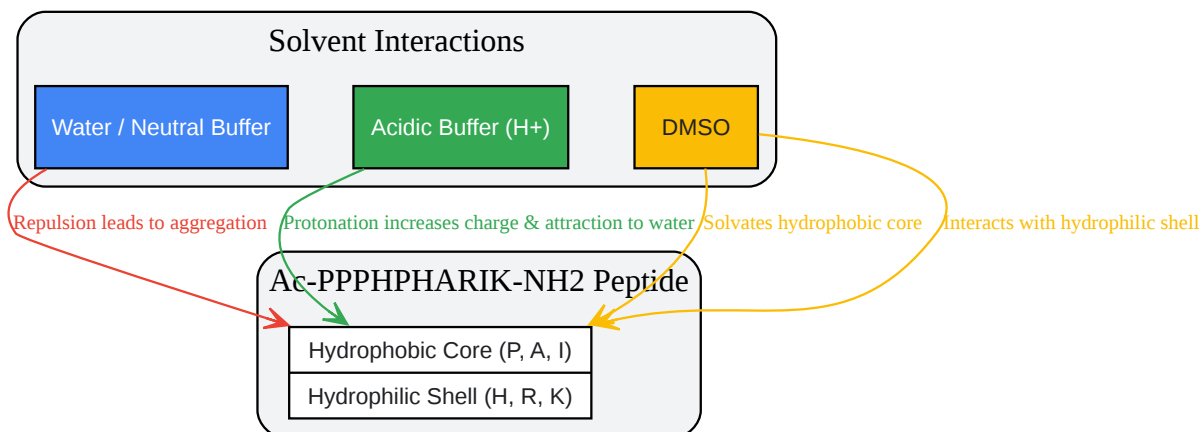 Solvent Interactions
Water / Neutral Buffer
Acidic Buffer (H+)
DMSO
Repulsion leads to aggregation
Protonation increases charge & attraction to water
Solvates hydrophobic core
Interacts with hydrophilic shell
Ac-PPPHPHARIK-NH2 Peptide
Hydrophobic Core (P, A, I)
Hydrophilic Shell (H, R, K)